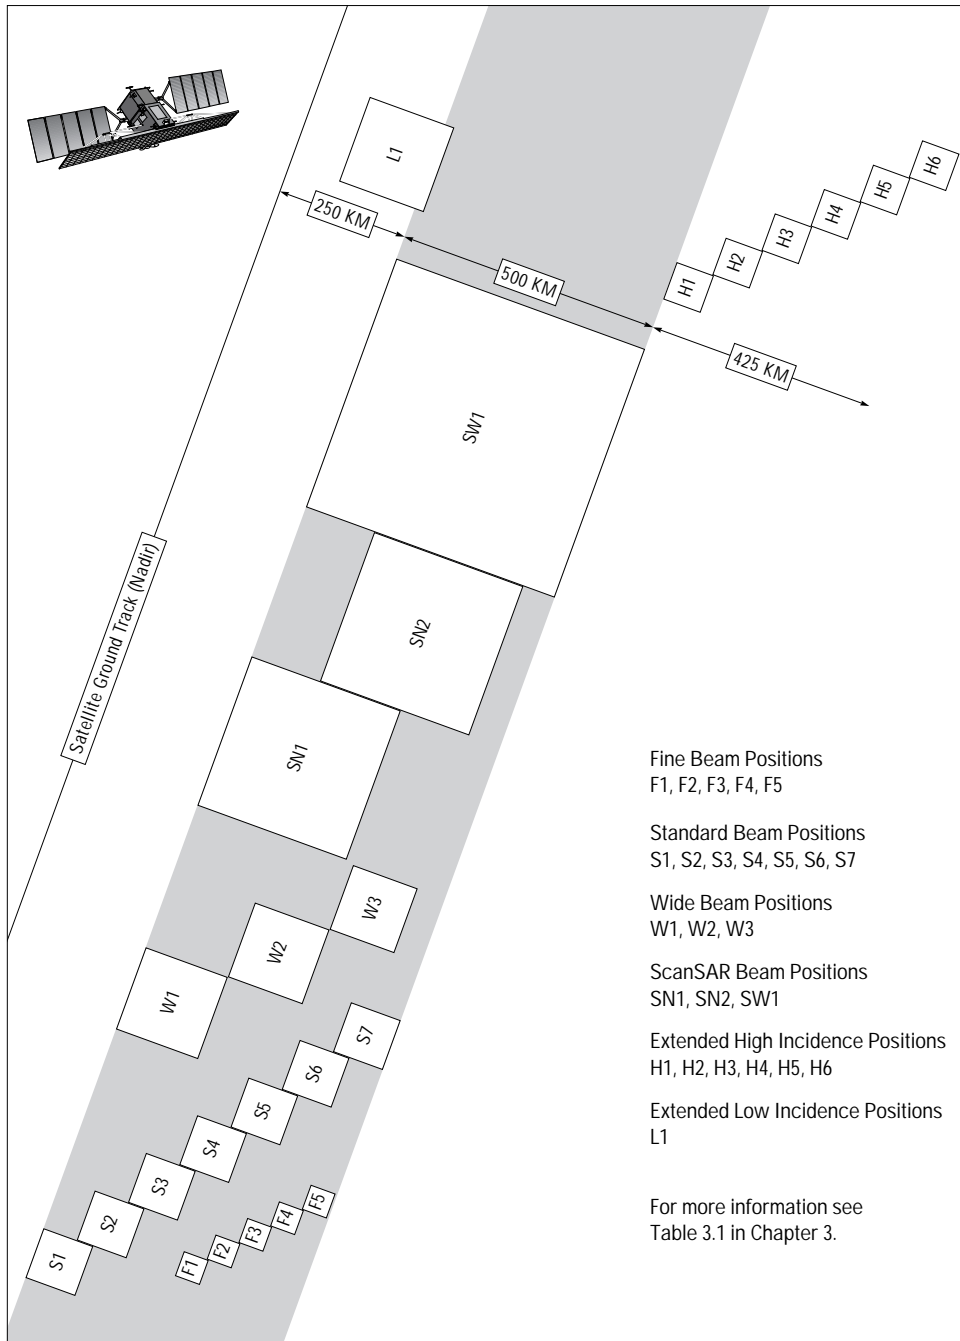 L1
H6
H5
H4
H3
H2
H1
250 KM
500 KM
425 KM
SW1
Satellite Ground Track (Nadir)
SN2
SN1
W3
W2
W1
S7
S6
S5
S4
S3
S2
S1
F5
F4
F3
F2
F1
Fine Beam Positions
F1, F2, F3, F4, F5
Standard Beam Positions
S1, S2, S3, S4, S5, S6, S7
Wide Beam Positions
W1, W2, W3
ScanSAR Beam Positions
SN1, SN2, SW1
Extended High Incidence Positions
H1, H2, H3, H4, H5, H6
Extended Low Incidence Positions
L1
For more information see
Table 3.1 in Chapter 3.